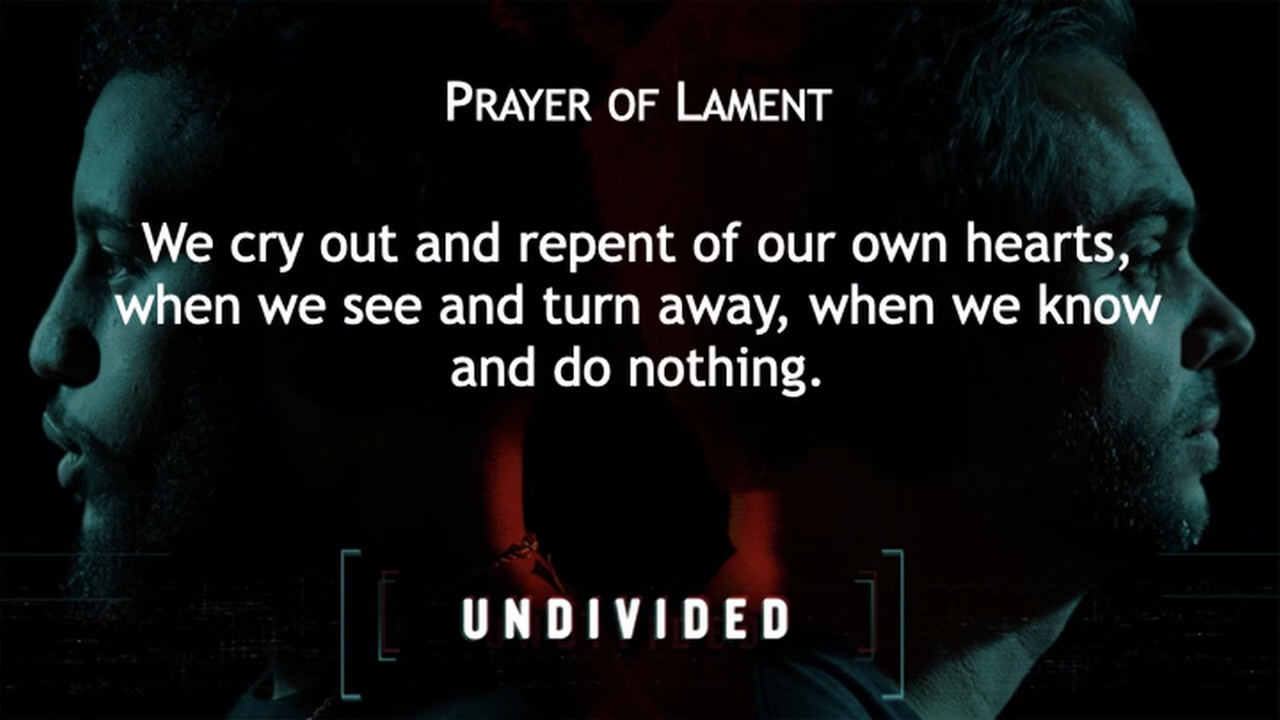 Prayer of Lament
We cry out and repent of our own hearts,
when we see and turn away, when we know
and do nothing.
UNDIVIDED